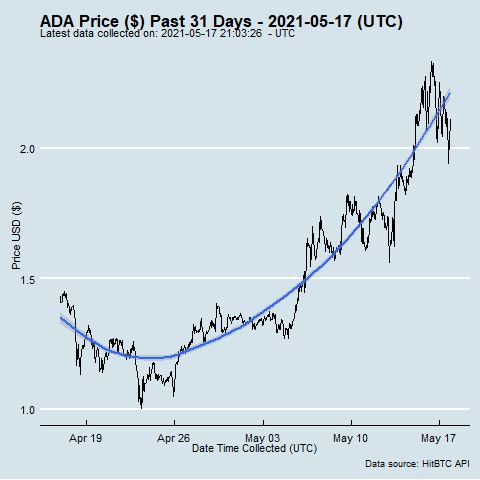 ADA Price ($) Past 31 Days - 2021-05-17 (UTC)
Latest data collected on: 2021-05-17 21:03:26 - UTC
2.0
1.5
1.0
Price USD ($)
Apr 19 Apr 26 May 03 May 10 May 17
Date Time Collected (UTC)
Data source: HitBTC API